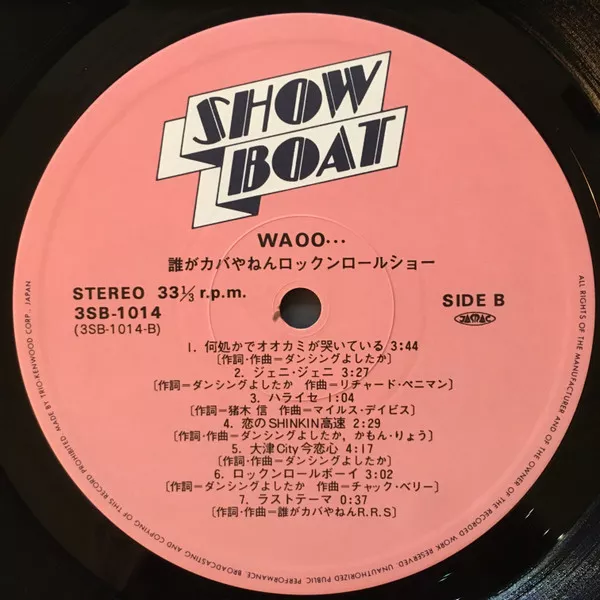 SHOW
BOAT
WAOO…
誰がカバやねんロックンロールショー
STEREO 33⅓ r.p.m.
3SB-1014
(3SB-1014-B)
SIDE B
JASRAC
1. 何処かでオオカミが哭いている 3:44
〔作詞・作曲=ダンシングよしたか〕
2. ジェニ・ジェニ 3:27
〔作詞=ダンシングよしたか 作曲=リチャード・ペニマン〕
3. ハライセ 1:04
〔作詞=猪木 信 作曲=マイルス・デイビス〕
4. 恋のSHINKIN高速 2:29
〔作詞・作曲=ダンシングよしたか, かもん・りょう〕
5. 大津City今恋心 4:17
〔作詞・作曲=ダンシングよしたか〕
6. ロックンロールボーイ 3:02
〔作詞=ダンシングよしたか 作曲=チャック・ベリー〕
7. ラストテーマ 0:37
〔作詞・作曲=誰がカバやねんR.R.S〕
ALL RIGHTS OF THE MANUFACTURER AND OF THE OWNER OF THE RECORDED WORK RESERVED. UNAUTHORIZED PUBLIC PERFORMANCE, BROADCASTING AND COPYING OF THIS RECORD PROHIBITED. MADE BY TRIO-KENWOOD CORP., JAPAN